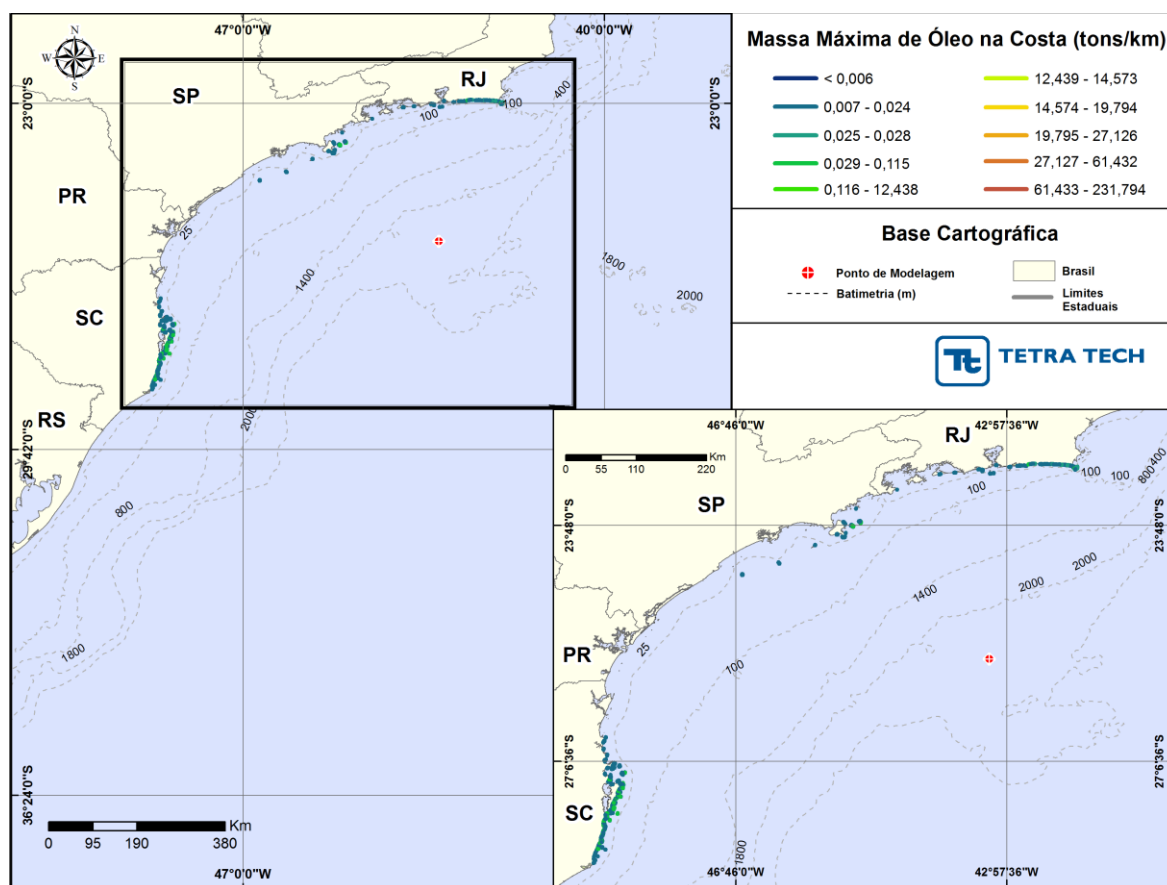 47°0'0"W
40°0'0"W
N
W
E
S
SP
RJ
PR
SC
RS
23°0'0"S
23°0'0"S
29°42'0"S
36°24'0"S
100
100
400
25
1400
1800
2000
2000
800
1800
Km
0 95 190 380
47°0'0"W
Massa Máxima de Óleo na Costa (tons/km)
< 0,006
0,007 - 0,024
0,025 - 0,028
0,029 - 0,115
0,116 - 12,438
12,439 - 14,573
14,574 - 19,794
19,795 - 27,126
27,127 - 61,432
61,433 - 231,794
Base Cartográfica
Ponto de Modelagem
Batimetria (m)
Brasil
Limites
Estaduais
Tt
TETRA TECH
46°46'0"W
42°57'36"W
Km
0 55 110 220
RJ
SP
PR
SC
23°48'0"S
23°48'0"S
27°6'36"S
27°6'36"S
100
100
100
800
400
2000
2000
1400
25
100
1800
46°46'0"W
42°57'36"W